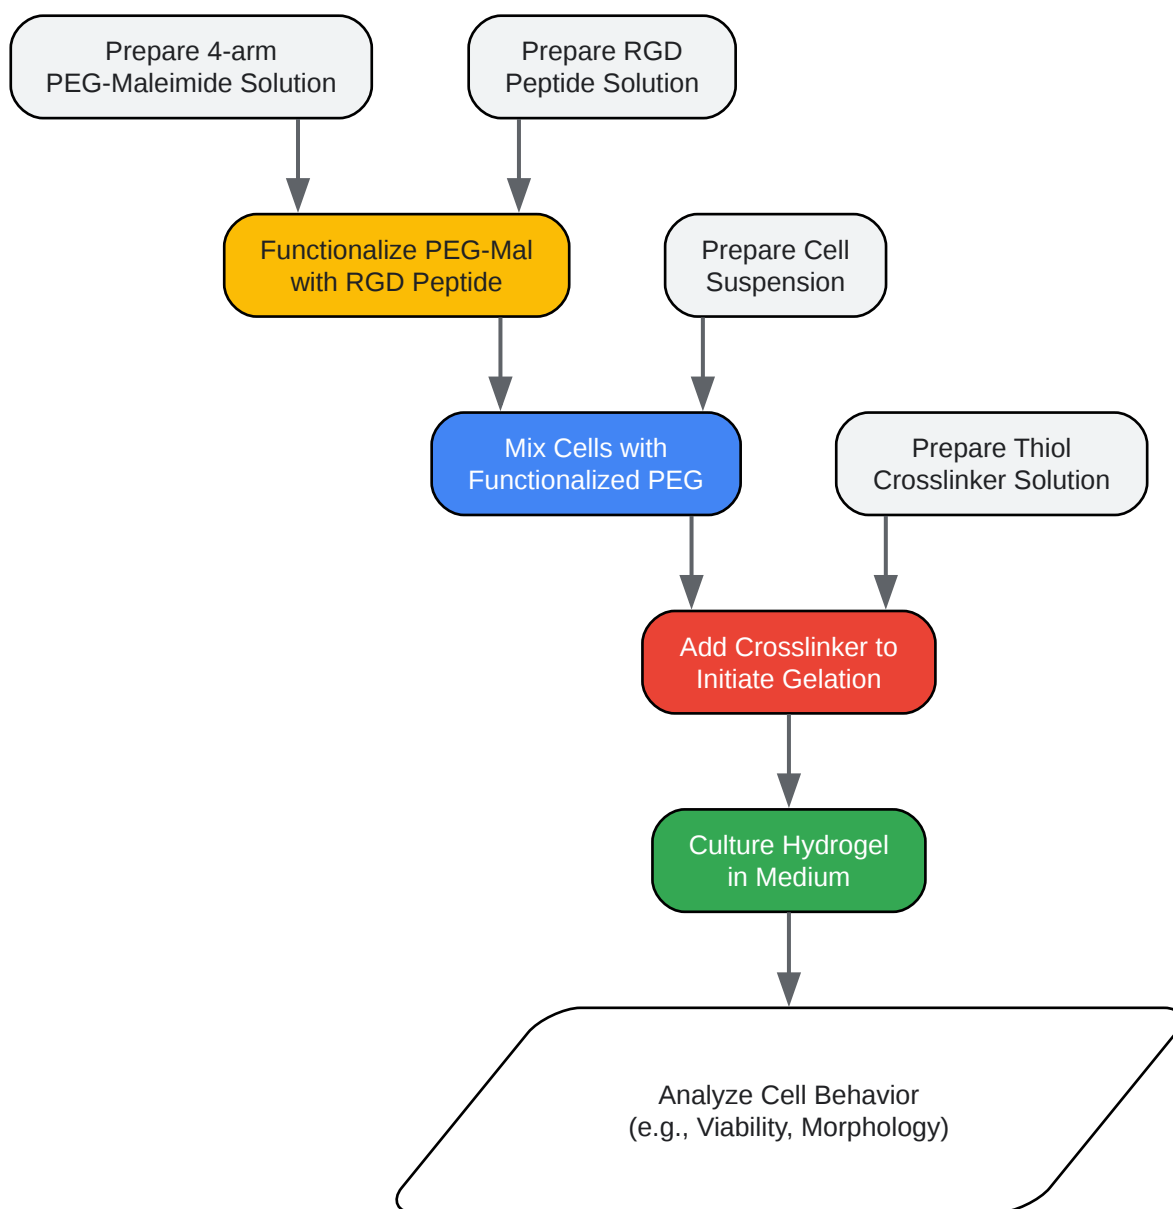 Prepare 4-arm
PEG-Maleimide Solution
Prepare RGD
Peptide Solution
Functionalize PEG-Mal
with RGD Peptide
Prepare Cell
Suspension
Mix Cells with
Functionalized PEG
Prepare Thiol
Crosslinker Solution
Add Crosslinker to
Initiate Gelation
Culture Hydrogel
in Medium
Analyze Cell Behavior
(e.g., Viability, Morphology)